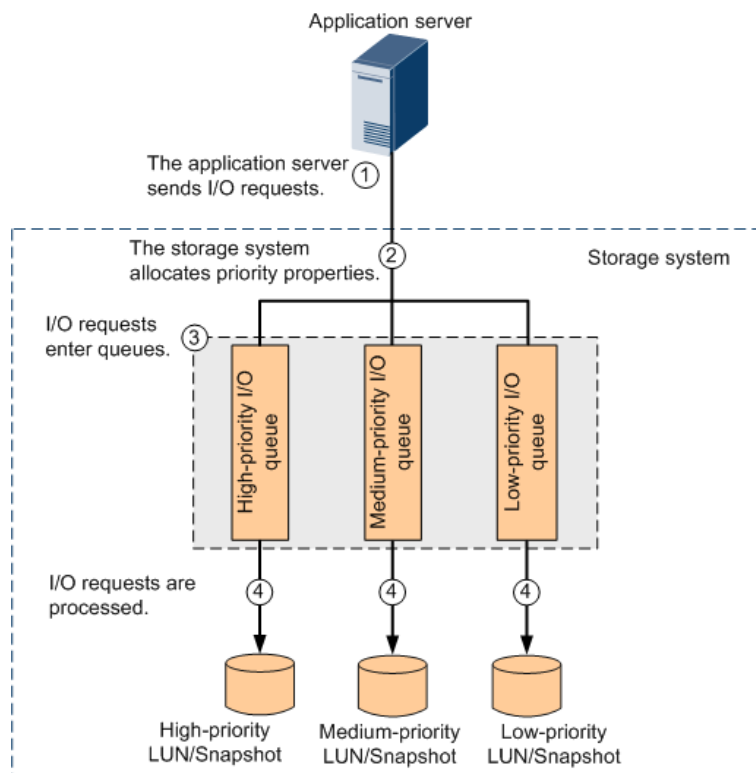 Application server
The application server
sends I/O requests.
1
The storage system
allocates priority properties.
2
Storage system
I/O requests
enter queues.
3
High-priority I/O
queue
Medium-priority I/O
queue
Low-priority I/O
queue
I/O requests are
processed.
4
4
4
High-priority
LUN/Snapshot
Medium-priority
LUN/Snapshot
Low-priority
LUN/Snapshot